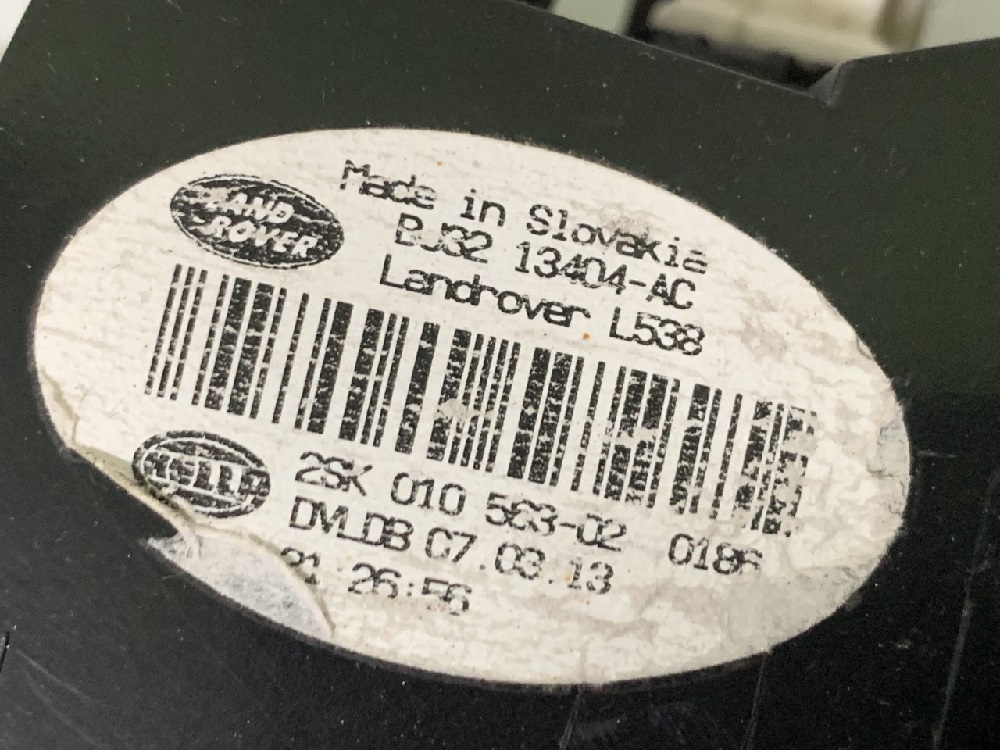 LAND
ROVER
Made in Slovakia
BJ32 13404-AC
Landrover L538
HELLA
2SK 010 563-02 0186
DVLDB 07.03.13
21 26:56